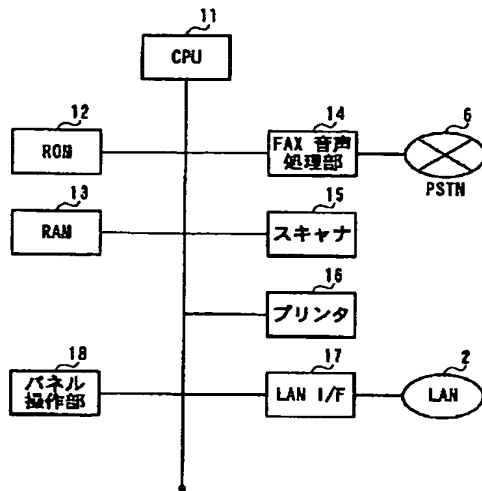 11
CPU
12
ROM
14
FAX 音声
処理部
6
PSTN
13
RAM
15
スキャナ
16
プリンタ
18
パネル
操作部
17
LAN I/F
2
LAN